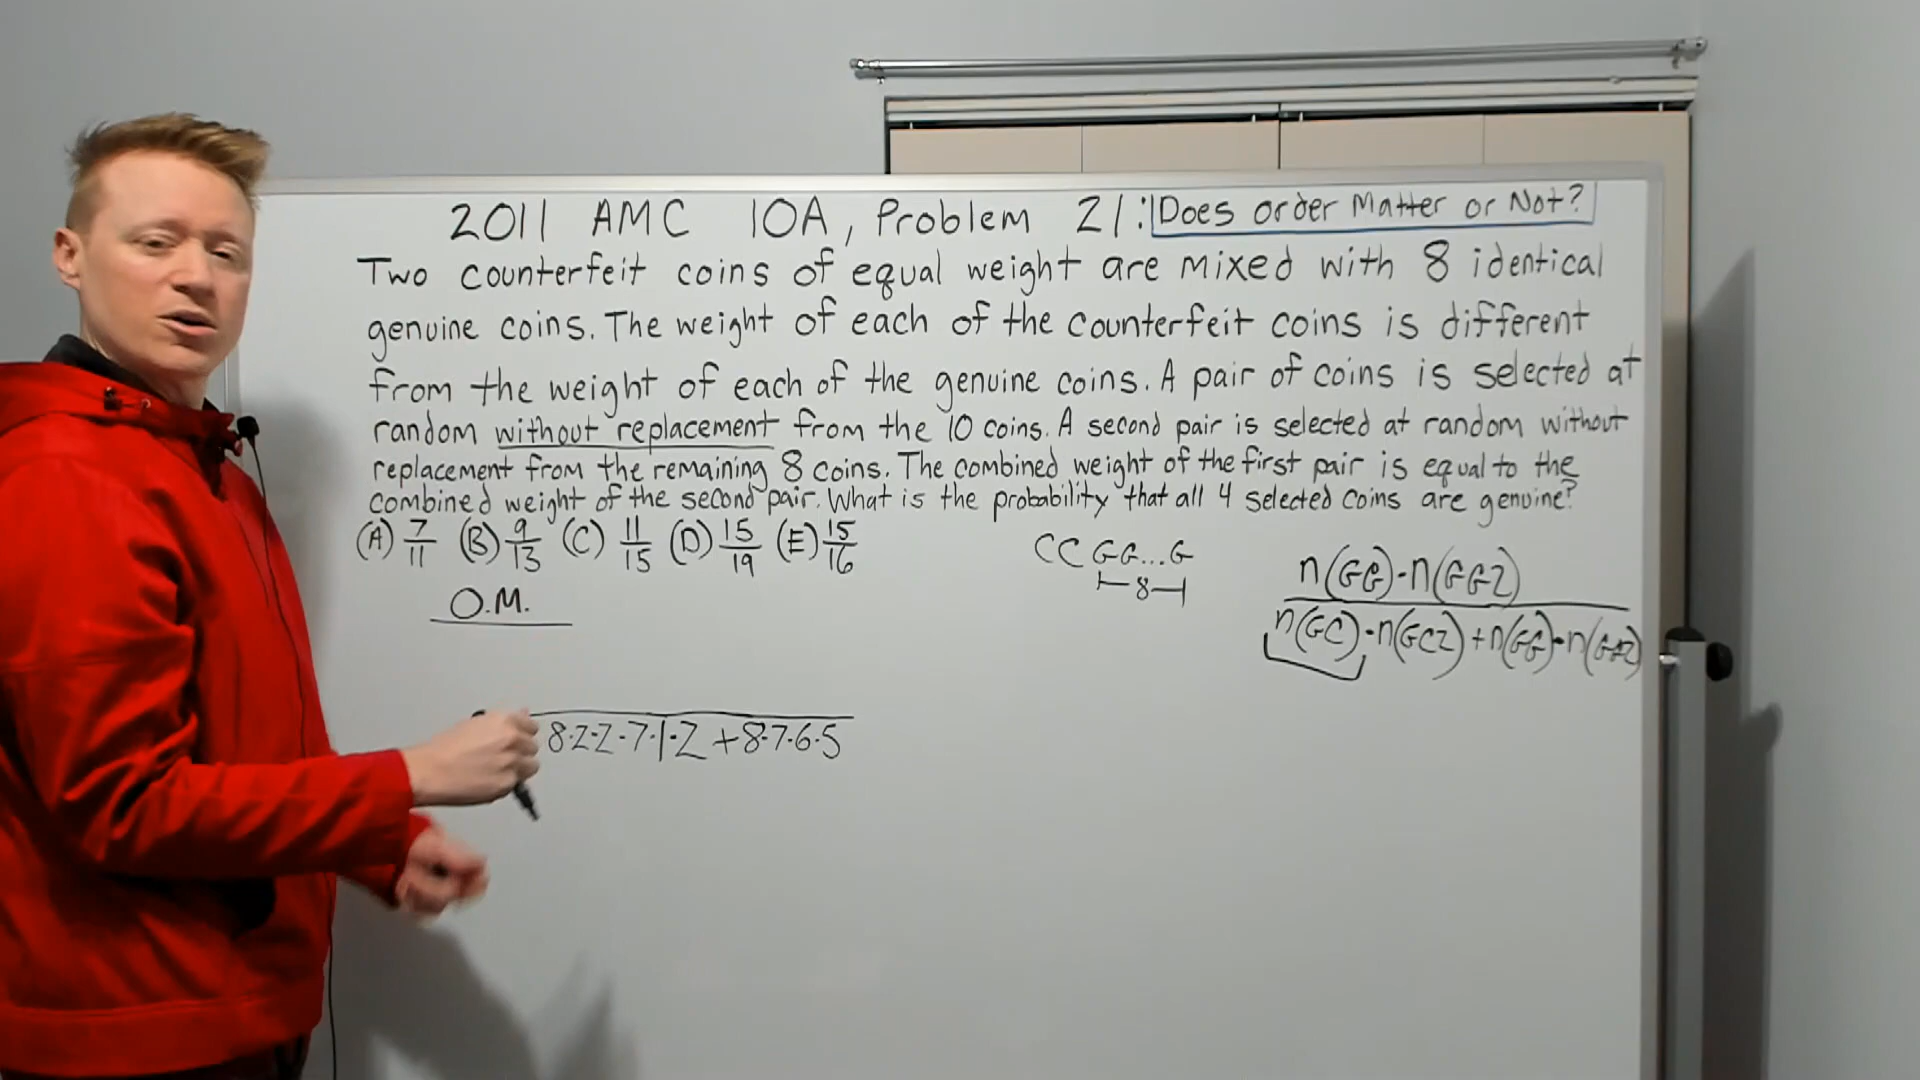 2011 AMC 10A, Problem 21: Does order Matter or Not?
Two counterfeit coins of equal weight are mixed with 8 identical
genuine coins. The weight of each of the counterfeit coins is different
from the weight of each of the genuine coins. A pair of coins is selected at
random without replacement from the 10 coins. A second pair is selected at random without
replacement from the remaining 8 coins. The combined weight of the first pair is equal to the
combined weight of the second pair. What is the probability that all 4 selected coins are genuine?
(A) 7/11 (B) 9/13 (C) 11/15 (D) 15/19 (E) 15/16
O.M.
8·2·2·7·1·2 + 8·7·6·5
CC GG...G
8
n(GG)·n(GG2)
n(GC)·n(GC2)+n(GG)·n(GG2)